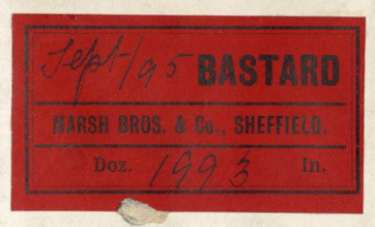 Sept/95 BASTARD
MARSH BROS. & Co., SHEFFIELD.
Doz. 1993 In.